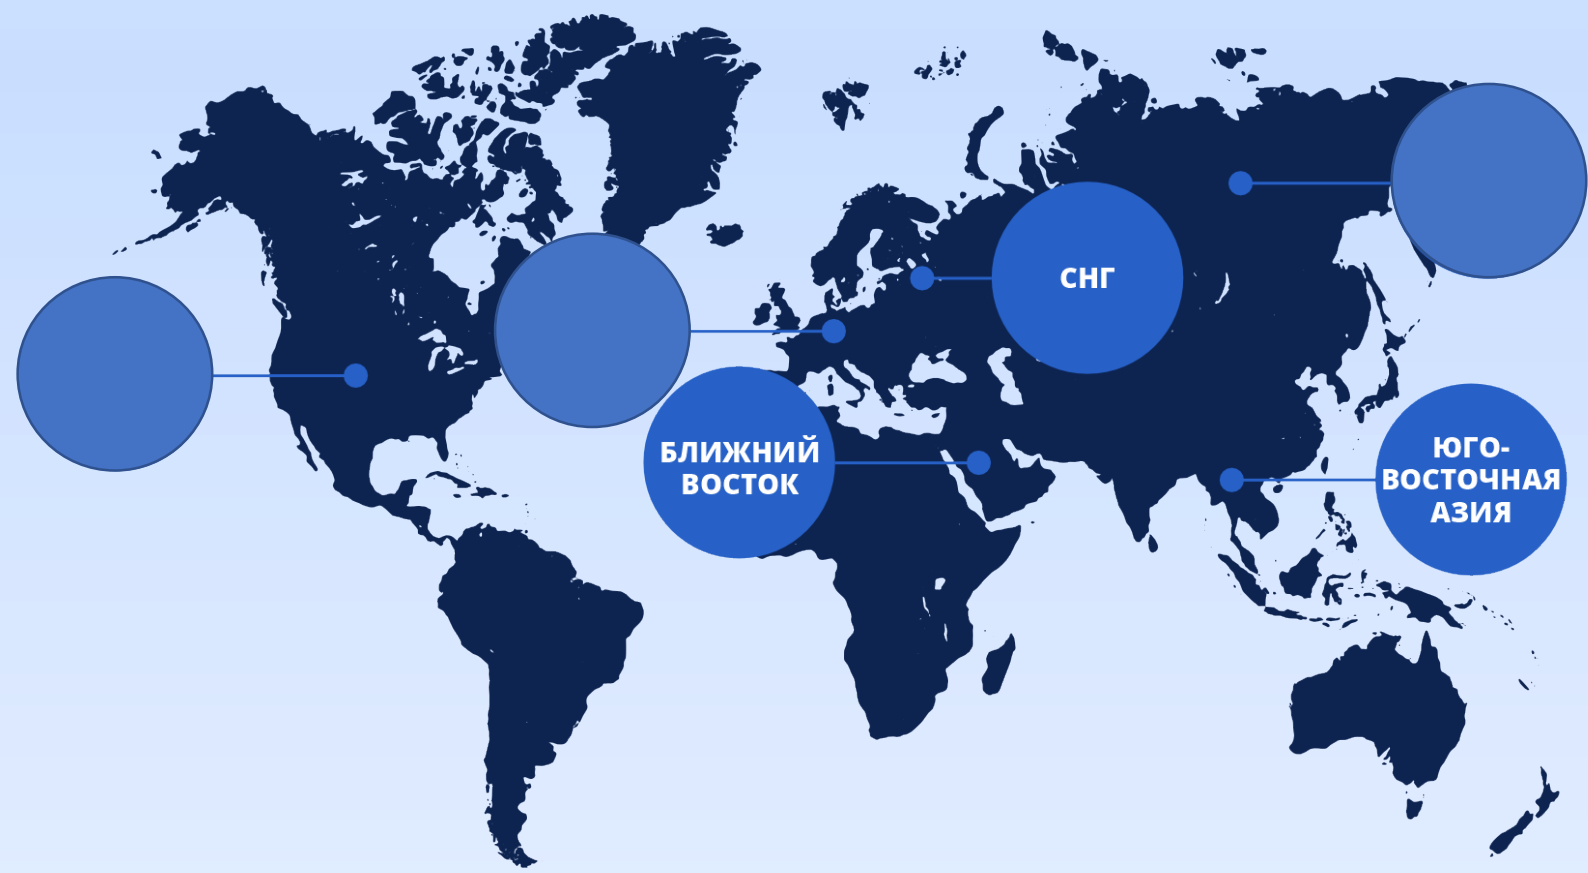 СНГ
БЛИЖНИЙ
ВОСТОК
ЮГО-
ВОСТОЧНАЯ
АЗИЯ